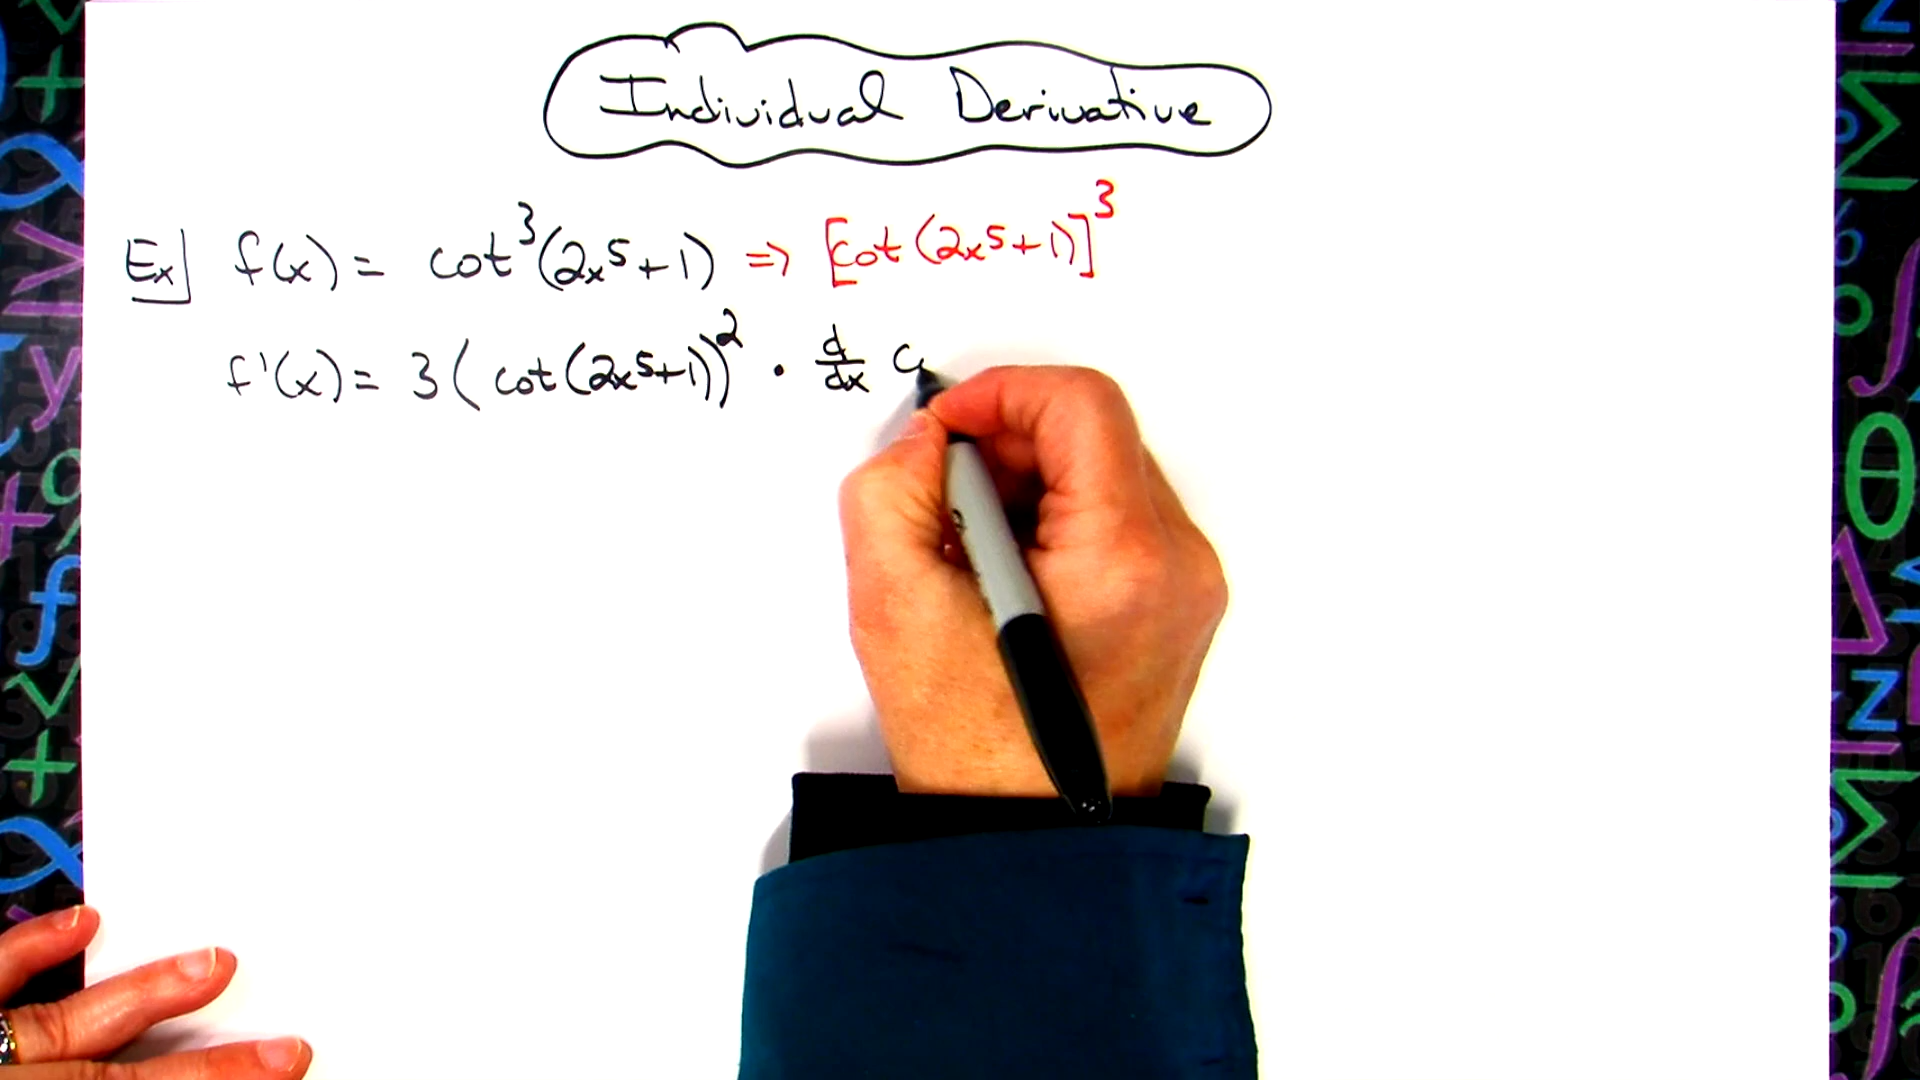 Individual Derivative
Ex] f(x) = cot³(2x⁵+1) => [cot(2x⁵+1)]³
f'(x) = 3(cot(2x⁵+1))² · d/dx